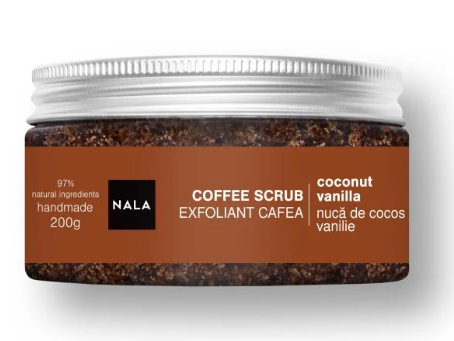 97%
natural ingredients
handmade
200g
NALA
COFFEE SCRUB
EXFOLIANT CAFEA
coconut
vanilla
nucă de cocos
vanilie